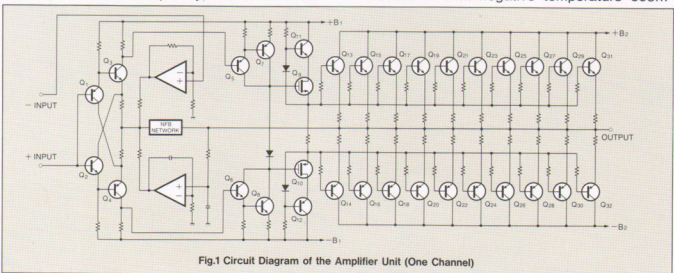 negative temperature
+B₁
+B₂
Q₁₁
Q₇
Q₅
Q₉
Q₃
Q₁
Q₁₃ Q₁₅ Q₁₇ Q₁₉ Q₂₁ Q₂₃ Q₂₅ Q₂₇ Q₂₉ Q₃₁
− INPUT
NFB
NETWORK
OUTPUT
+ INPUT
Q₂
Q₄
Q₆
Q₈
Q₁₀
Q₁₂
Q₁₄ Q₁₆ Q₁₈ Q₂₀ Q₂₂ Q₂₄ Q₂₆ Q₂₈ Q₃₀ Q₃₂
−B₁
−B₂
Fig.1 Circuit Diagram of the Amplifier Unit (One Channel)